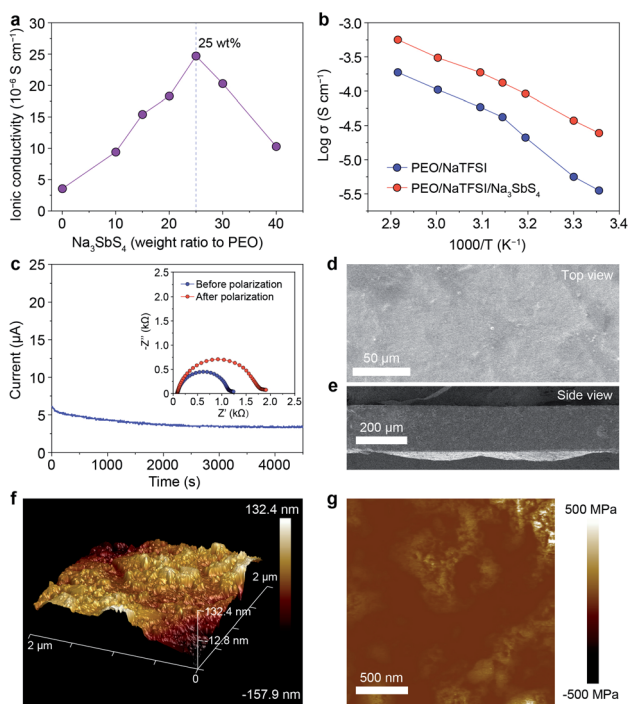 a
30
25
20
15
10
5
0
Ionic conductivity (10⁻⁶ S cm⁻¹)
25 wt%
0 10 20 30 40
Na₃SbS₄ (weight ratio to PEO)
b
-3.0
-3.5
-4.0
-4.5
-5.0
-5.5
Log σ (S cm⁻¹)
PEO/NaTFSI
PEO/NaTFSI/Na₃SbS₄
2.9 3.0 3.1 3.2 3.3
1000/T (K⁻¹)
c
25
20
15
10
5
0
Current (μA)
0 1000 2000 3000 4000
Time (s)
2.5
2.0
1.5
1.0
0.5
0
-Z'' (kΩ)
Before polarization
After polarization
0 0.5 1.0 1.5 2.0 2.5
Z' (kΩ)
d
Top view
50 μm
e
Side view
200 μm
f
132.4 nm
2 μm
132.4 nm
-12.8 nm
2 μm
0
-157.9 nm
g
500 MPa
500 nm
-500 MPa